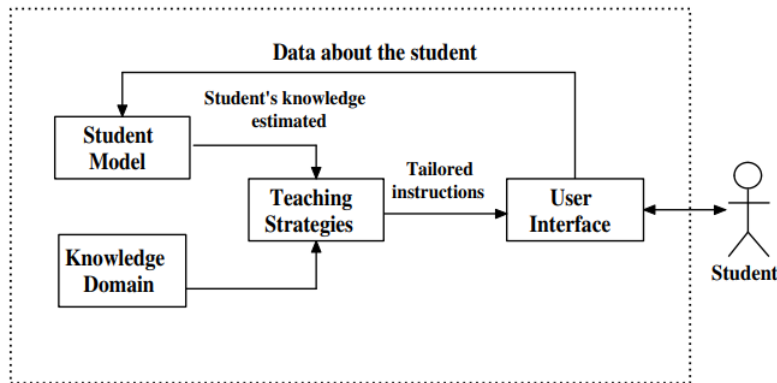 Data about the student
Student's knowledge
estimated
Student
Model
Tailored
instructions
Teaching
Strategies
User
Interface
Knowledge
Domain
Student